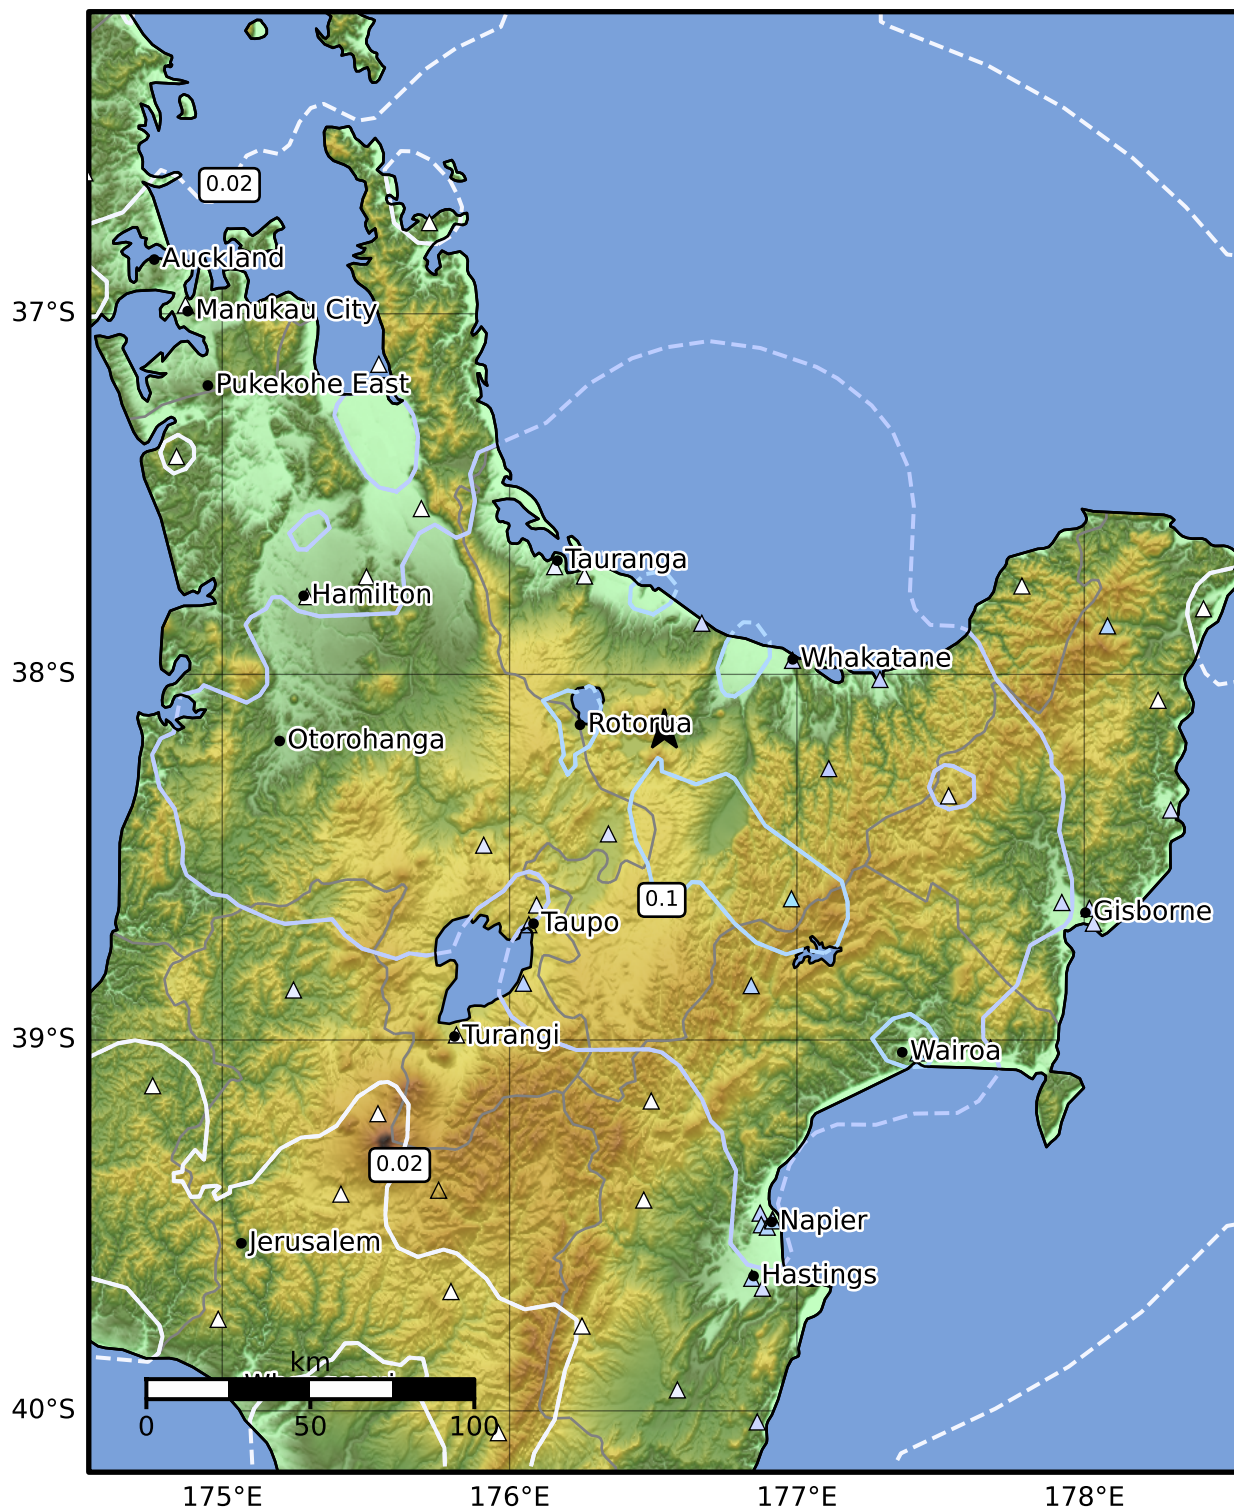 0.02
Auckland
Manukau City
37°S
Pukekohe East
Tauranga
Hamilton
Whakatane
38°S
Rotorua
Otorohanga
0.1
Taupo
Gisborne
Turangi
39°S
Wairoa
0.02
Napier
Jerusalem
Hastings
km
0 50 100
40°S
175°E 176°E 177°E 178°E